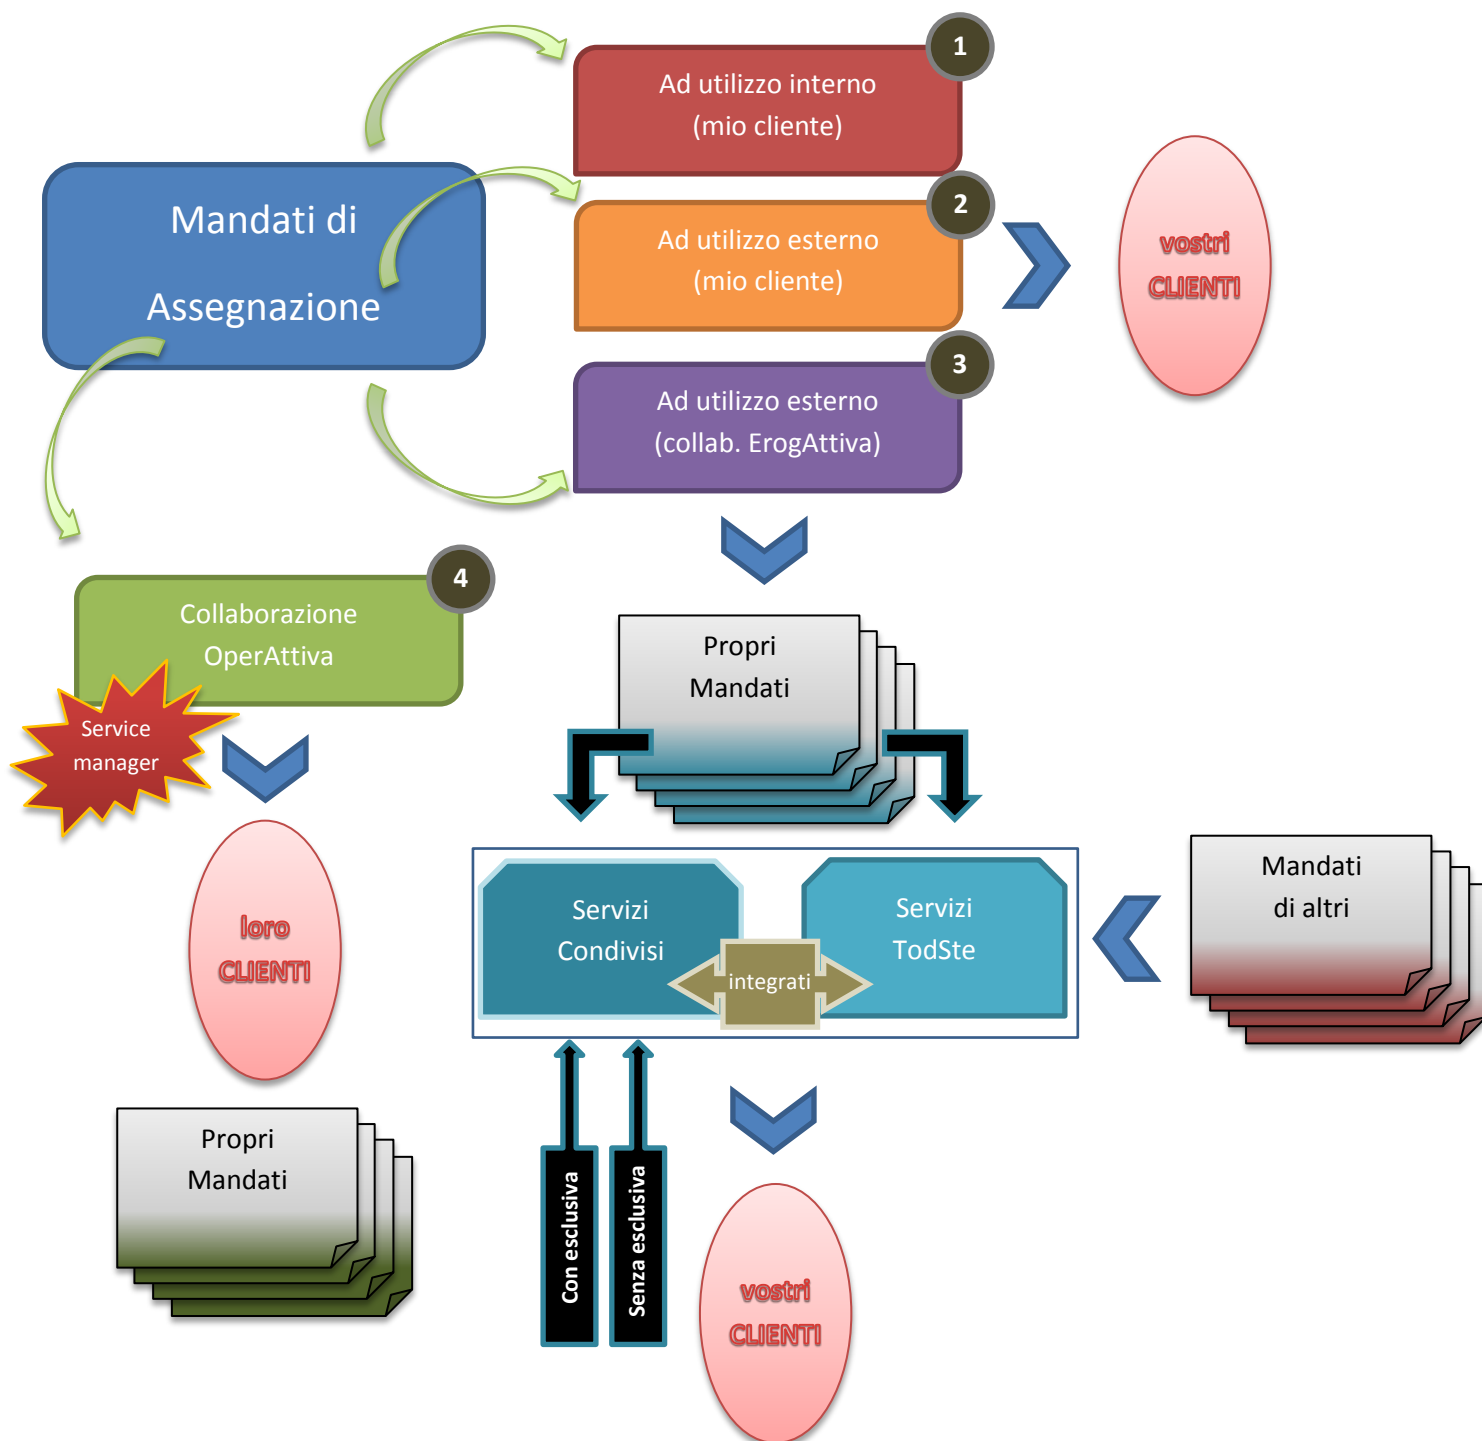 1
Ad utilizzo interno
(mio cliente)
Mandati di
Assegnazione
2
Ad utilizzo esterno
(mio cliente)
vostri
CLIENTI
3
Ad utilizzo esterno
(collab. ErogAttiva)
4
Collaborazione
OperAttiva
Service
manager
Propri
Mandati
loro
CLIENTI
Servizi
Condivisi
integrati
Servizi
TodSte
Mandati
di altri
Propri
Mandati
Con esclusiva
Senza esclusiva
vostri
CLIENTI